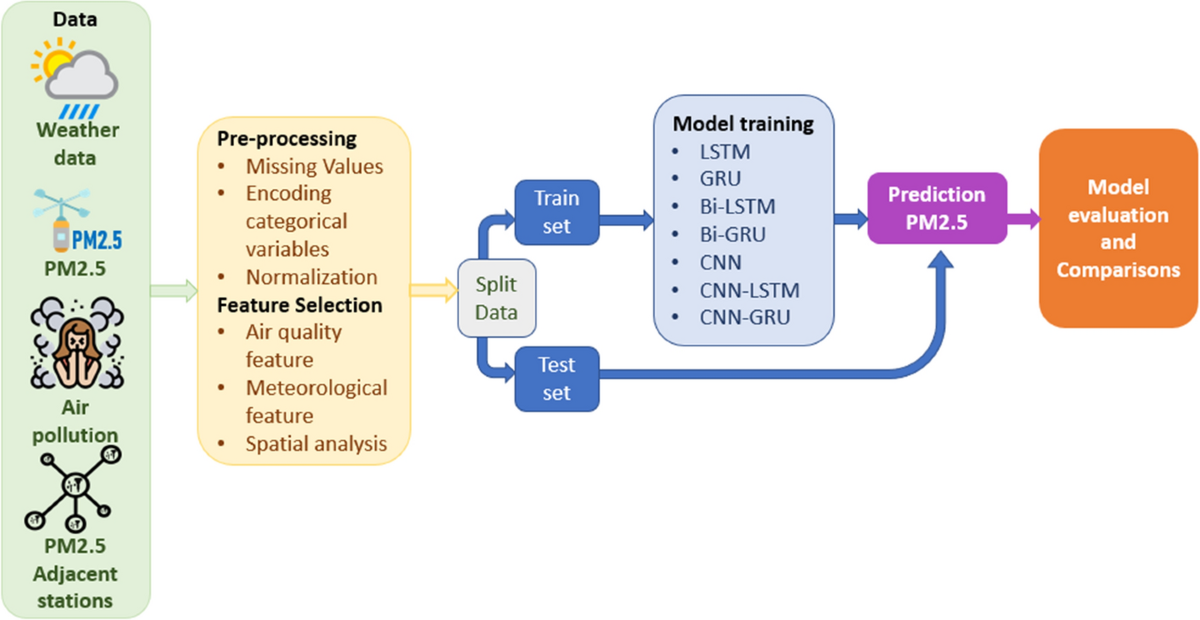 Data
Weather
data
PM2.5
PM2.5
Air
pollution
PM2.5
Adjacent
stations
Pre-processing
• Missing Values
• Encoding
categorical
variables
• Normalization
Feature Selection
• Air quality
feature
• Meteorological
feature
• Spatial analysis
Split
Data
Train
set
Test
set
Model training
• LSTM
• GRU
• Bi-LSTM
• Bi-GRU
• CNN
• CNN-LSTM
• CNN-GRU
Prediction
PM2.5
Model
evaluation
and
Comparisons